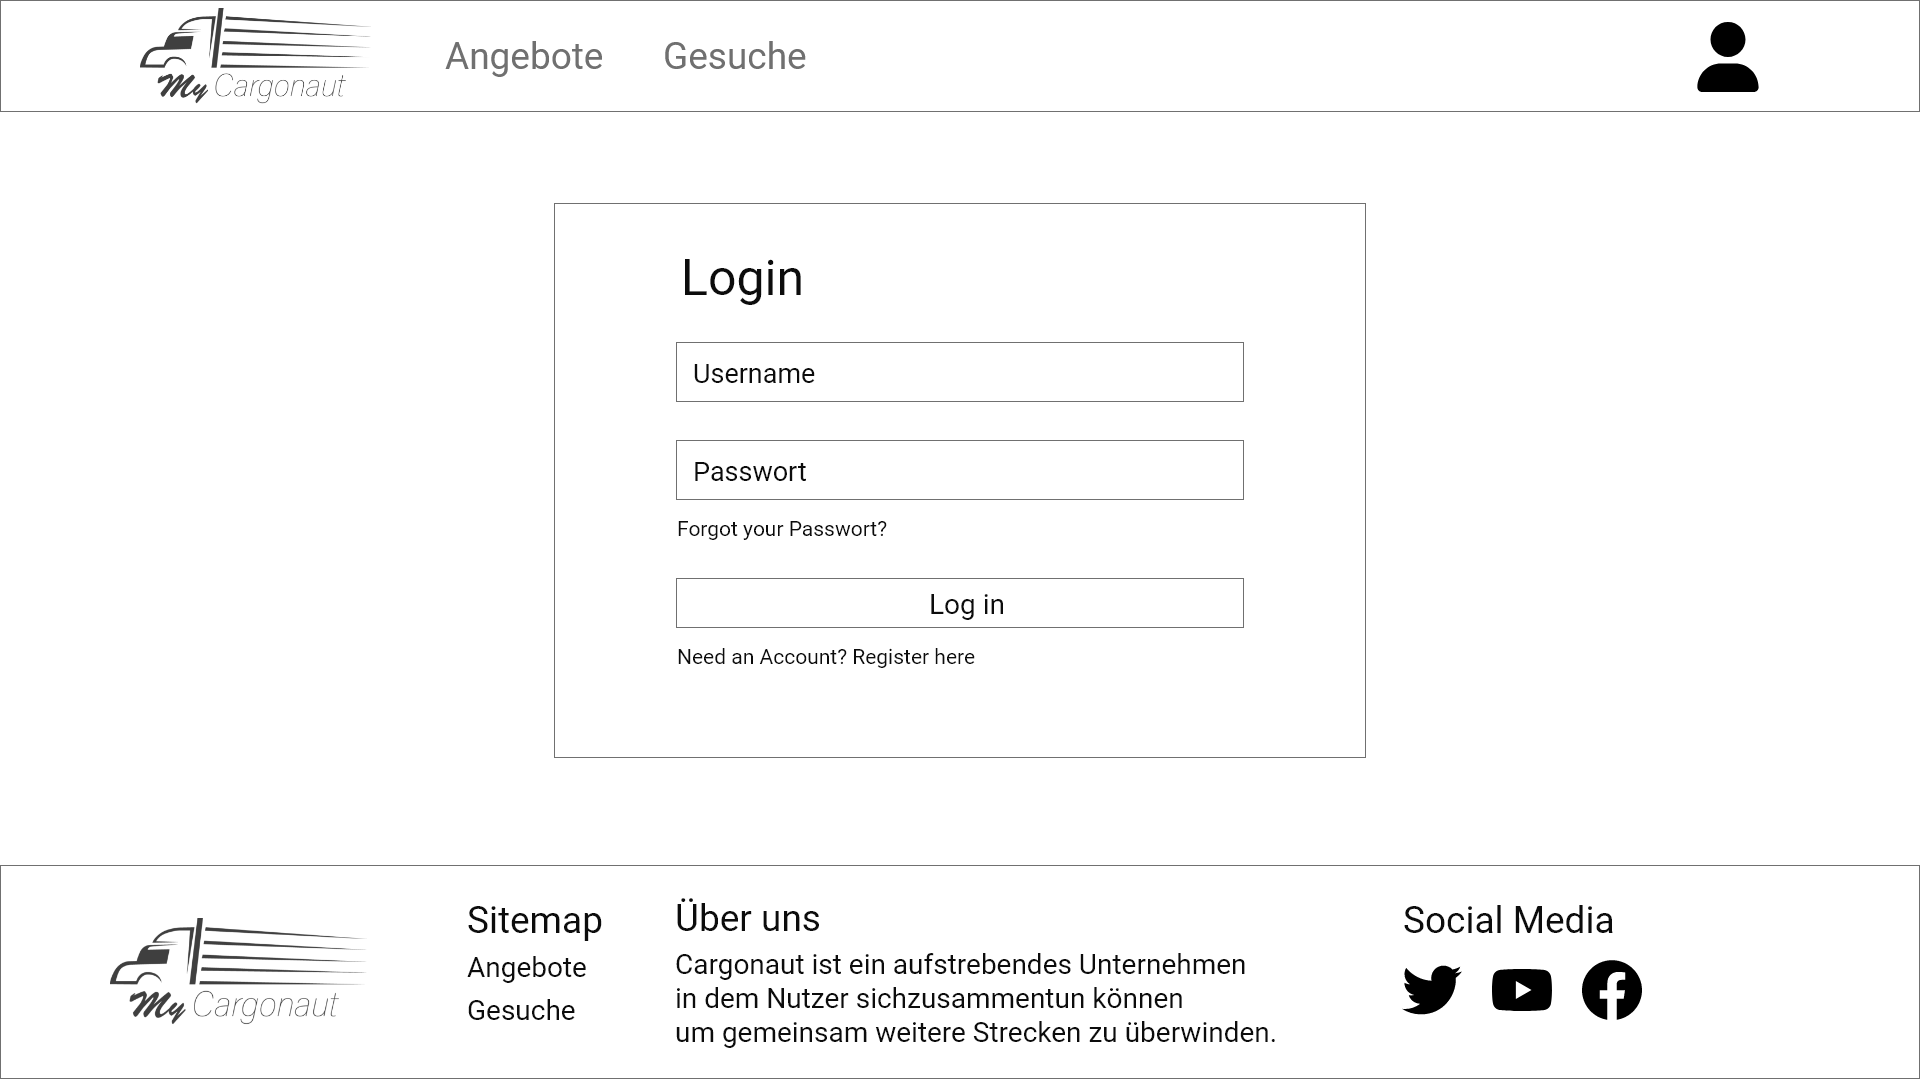 My Cargonaut
Angebote
Gesuche
Login
Username
Passwort
Forgot your Passwort?
Log in
Need an Account? Register here
My Cargonaut
Sitemap
Angebote
Gesuche
Über uns
Cargonaut ist ein aufstrebendes Unternehmen
in dem Nutzer sichzusammentun können
um gemeinsam weitere Strecken zu überwinden.
Social Media